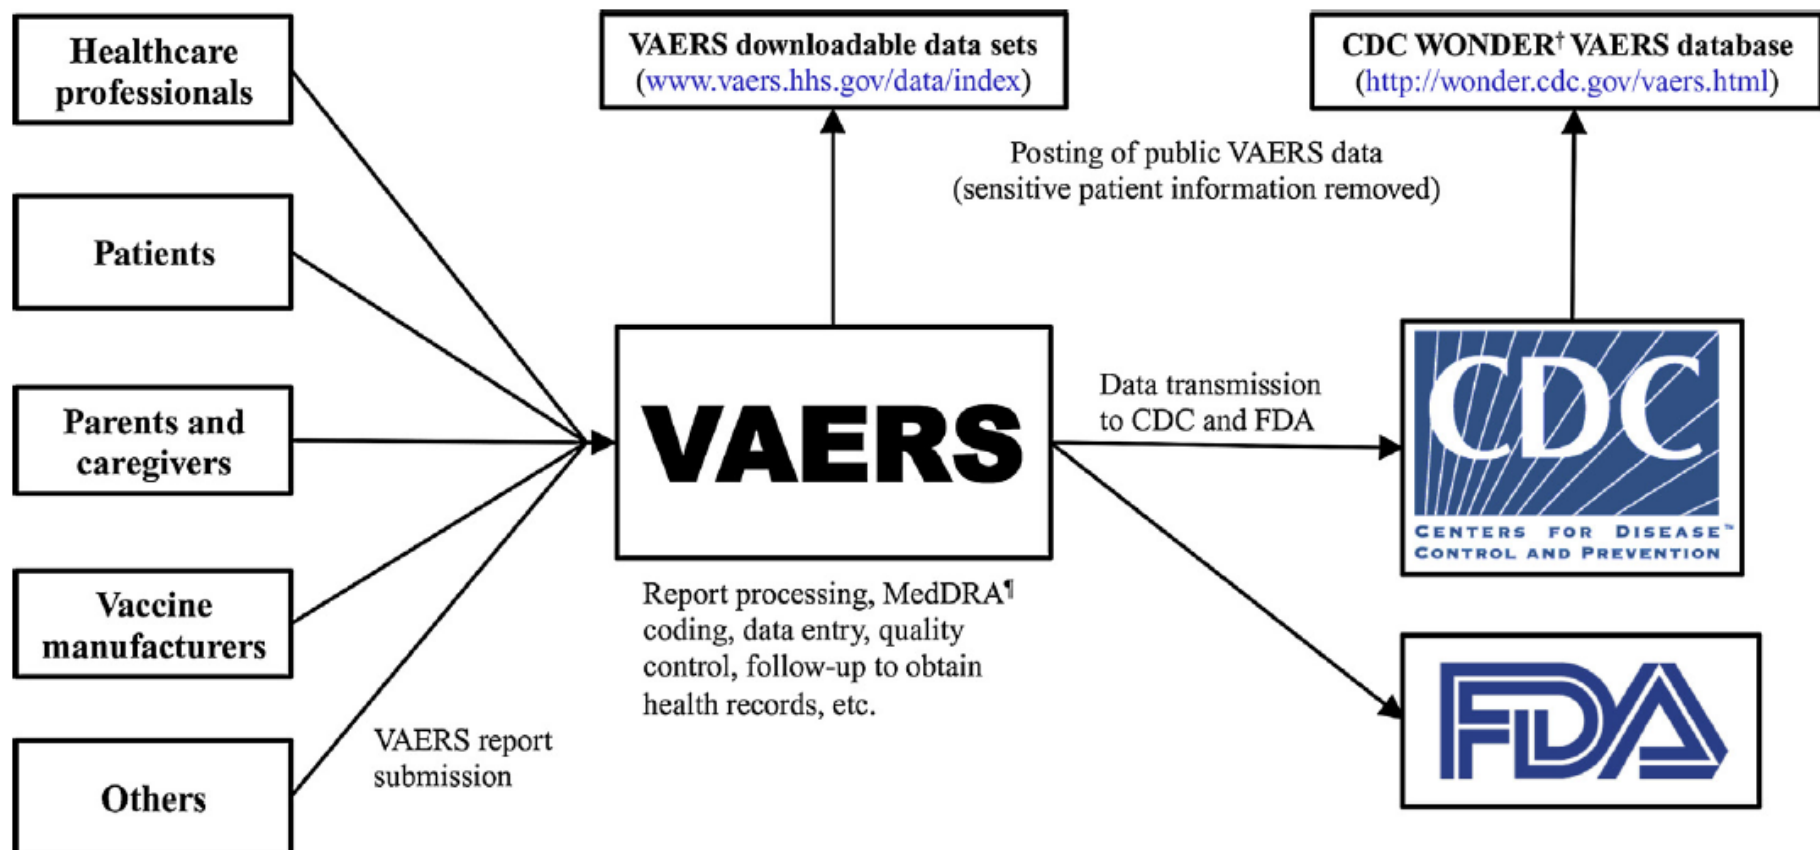 Healthcare
professionals
Patients
Parents and
caregivers
Vaccine
manufacturers
Others
VAERS report
submission
VAERS downloadable data sets
(www.vaers.hhs.gov/data/index)
VAERS
Report processing, MedDRA¶
coding, data entry, quality
control, follow-up to obtain
health records, etc.
Posting of public VAERS data
(sensitive patient information removed)
Data transmission
to CDC and FDA
CDC WONDER† VAERS database
(http://wonder.cdc.gov/vaers.html)
CDC
CENTERS FOR DISEASE™
CONTROL AND PREVENTION
FDA